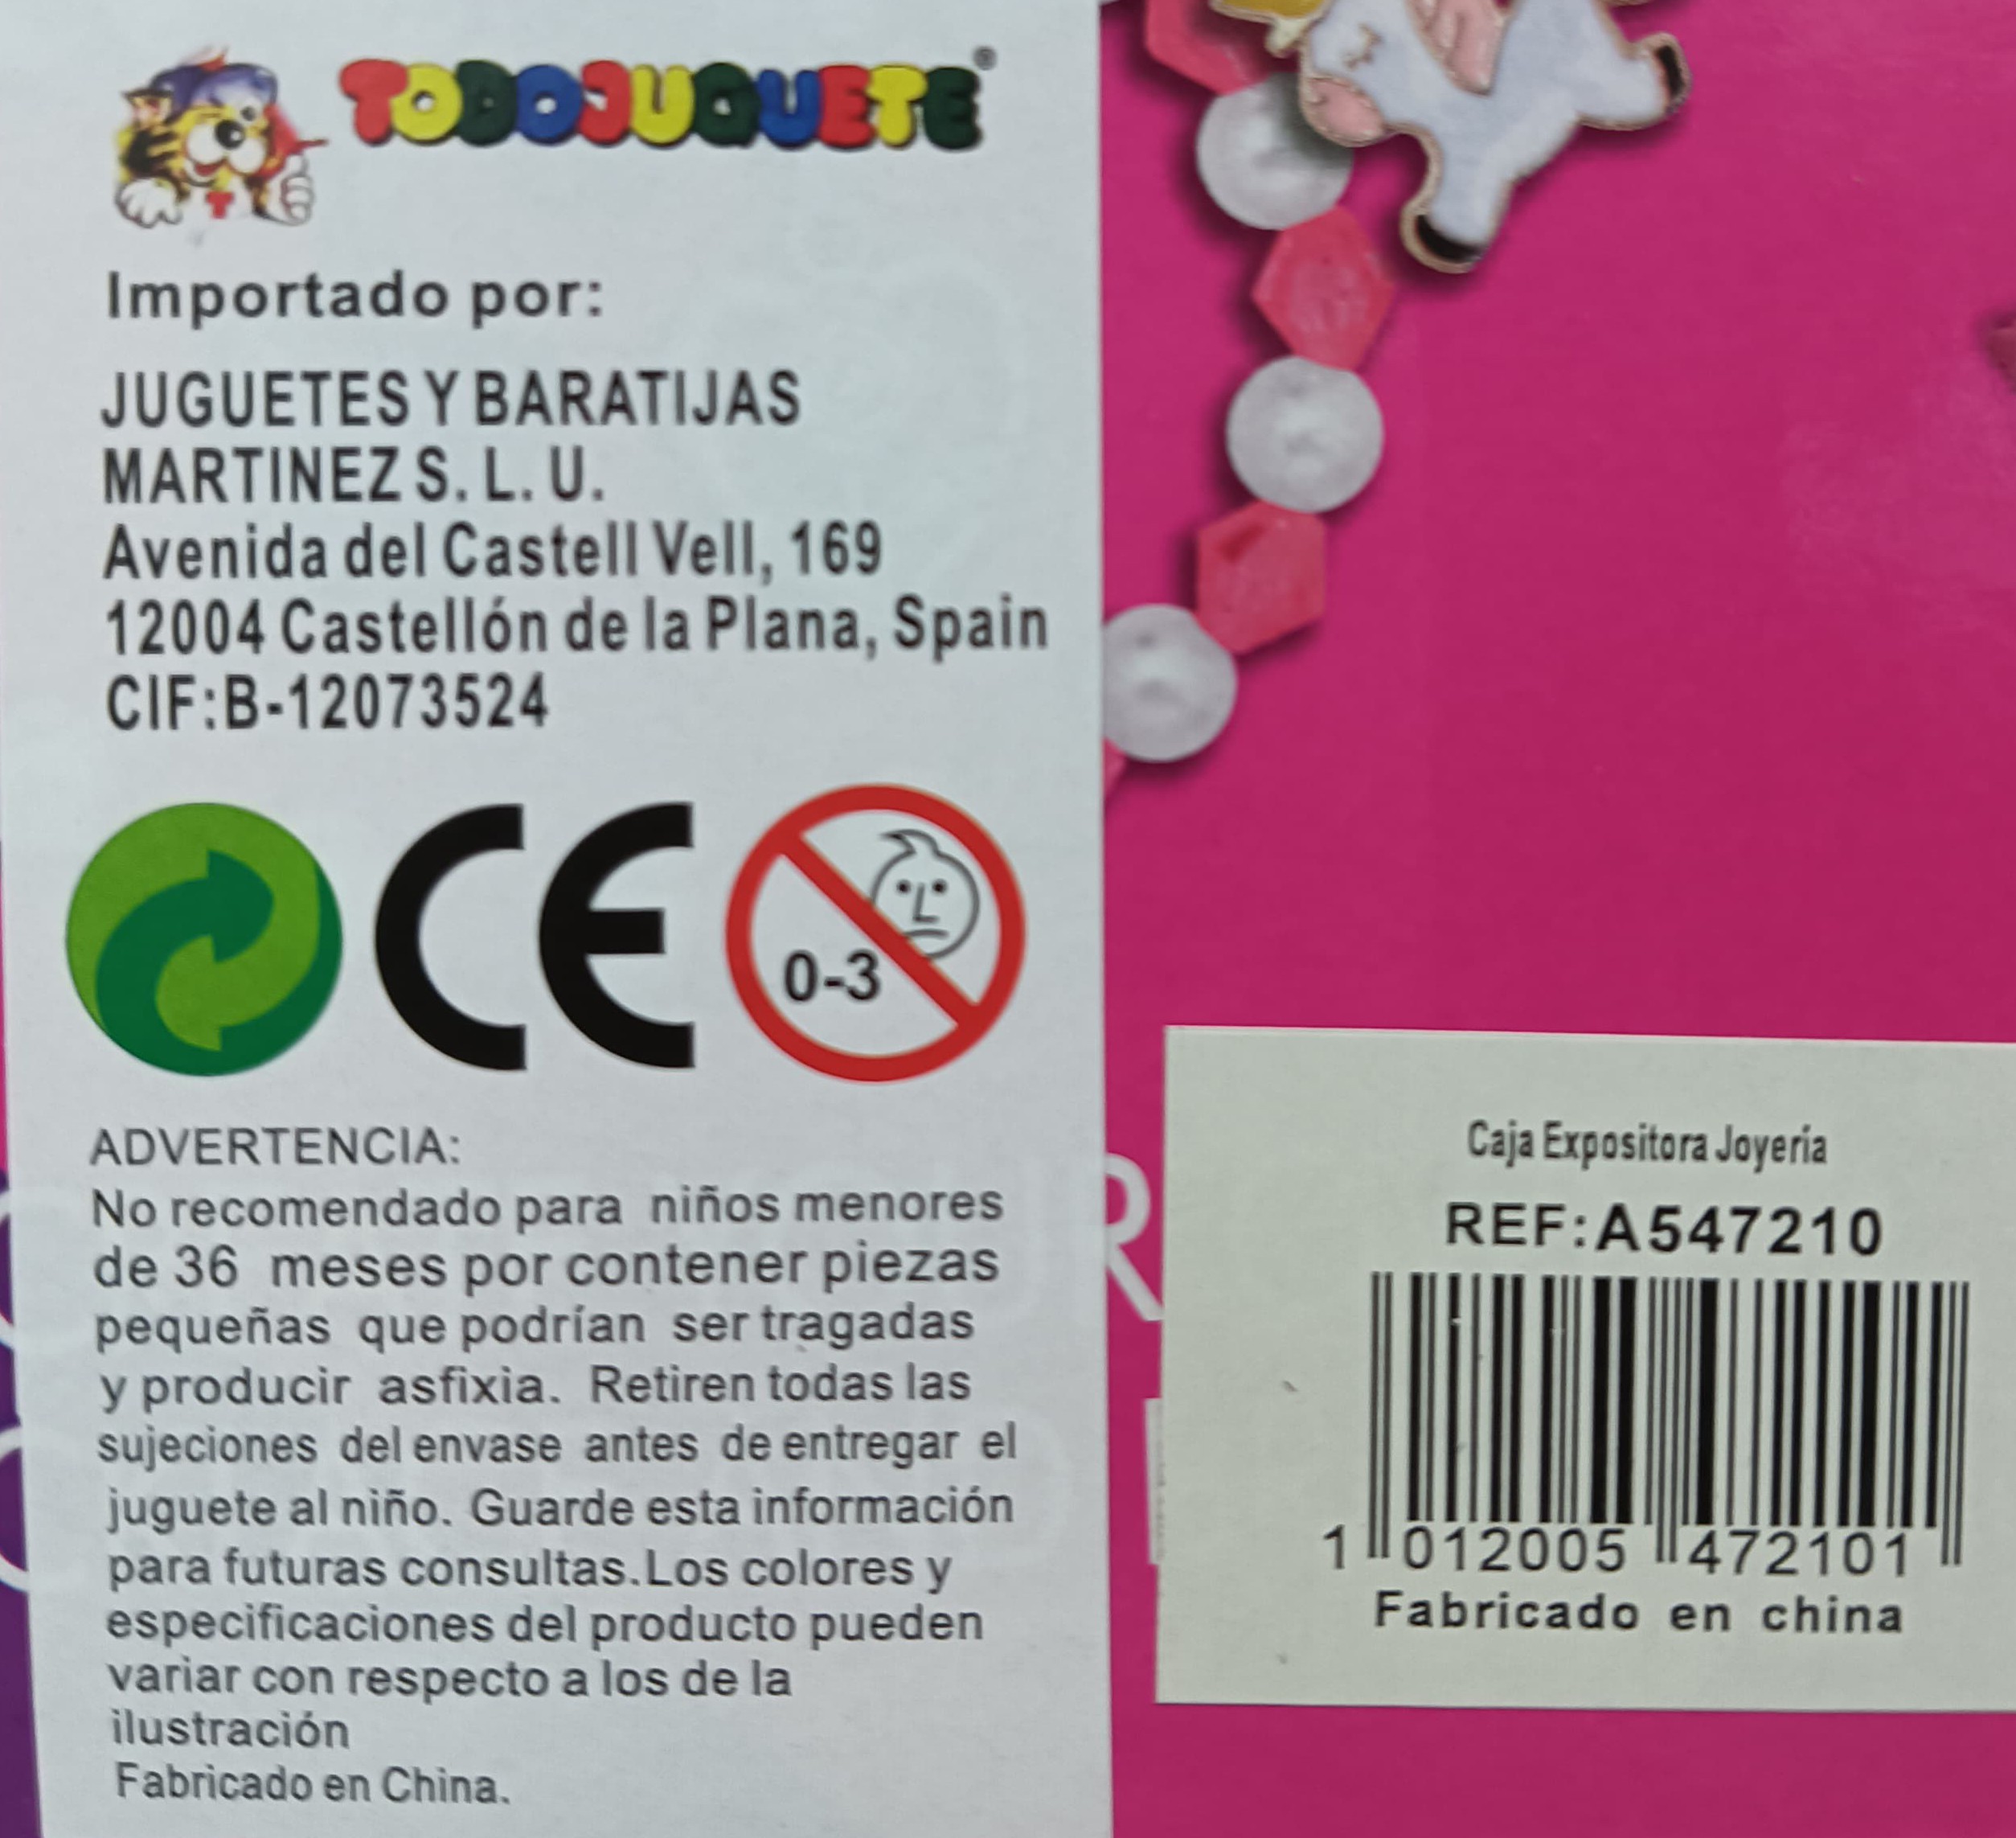 TODOJUGUETE®
Importado por:
JUGUETES Y BARATIJAS
MARTINEZ S. L. U.
Avenida del Castell Vell, 169
12004 Castellón de la Plana, Spain
CIF:B-12073524
CE
0-3
ADVERTENCIA:
No recomendado para niños menores
de 36 meses por contener piezas
pequeñas que podrían ser tragadas
y producir asfixia. Retiren todas las
sujeciones del envase antes de entregar el
juguete al niño. Guarde esta información
para futuras consultas.Los colores y
especificaciones del producto pueden
variar con respecto a los de la
ilustración
Fabricado en China.
Caja Expositora Joyería
REF:A547210
1 012005 472101
Fabricado en china